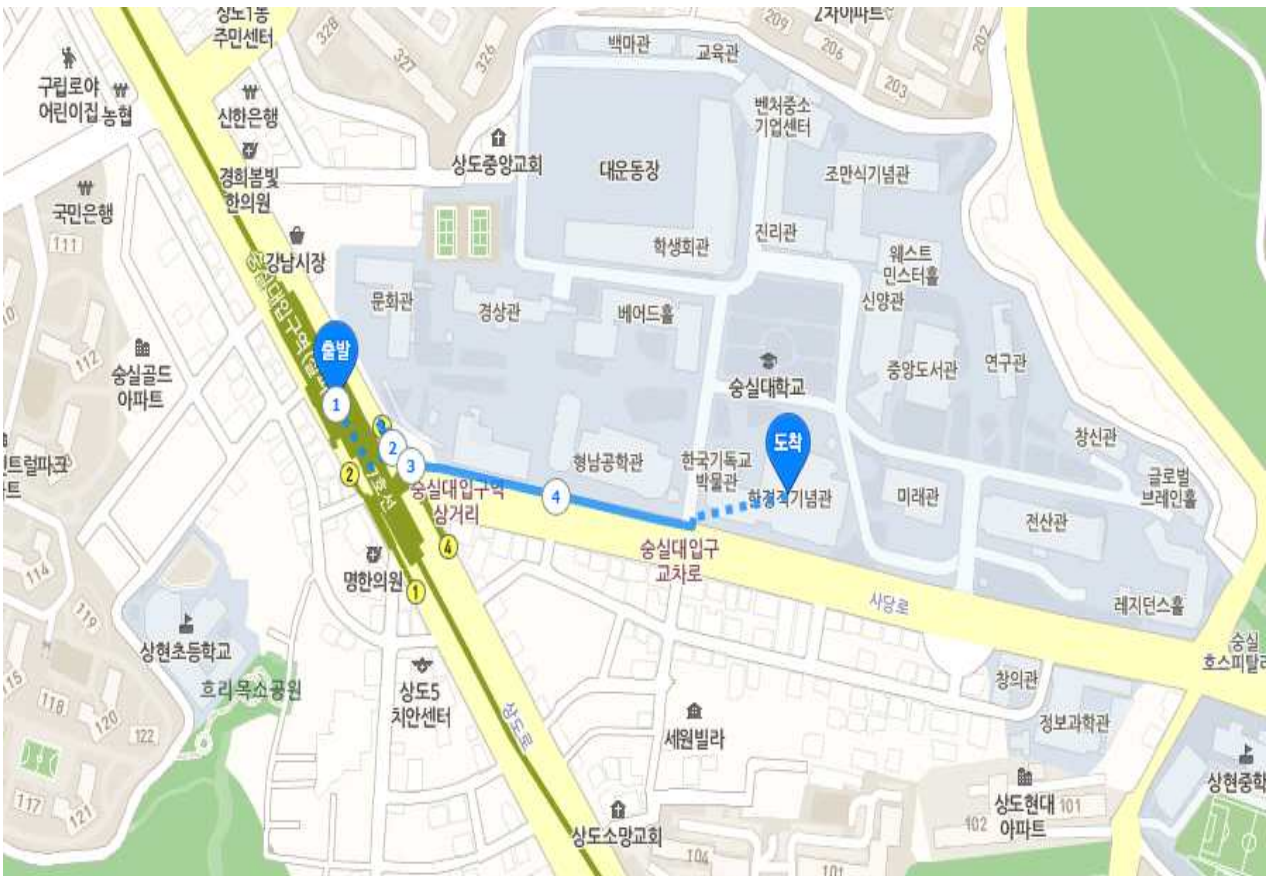 상도1동
주민센터
328
327
326
백마관
교육관
209
2차아파트
206
203
202
구립로야
어린이집
농협
신한은행
벤처중소
기업센터
경희봄빛
한의원
상도중앙교회
대운동장
조만식기념관
국민은행
111
강남시장
학생회관
진리관
웨스트
민스터홀
문화관
경상관
베어드홀
신양관
출발
112
숭실골드
아파트
1
숭실대학교
중앙도서관
연구관
도착
2
3
2
형남공학관
한국기독교
박물관
창신관
글로벌
브레인홀
숭실대입구역
삼거리
4
한경직기념관
미래관
전산관
7호선
4
숭실대입구
교차로
114
명한의원
1
사당로
레지던스홀
119
상현초등학교
숭실
115
흐리목소공원
상도5
치안센터
창의관
118
120
122
상도로
세원빌라
정보과학관
상현중학
117
121
상도현대
아파트
101
102
상도소망교회
104
101